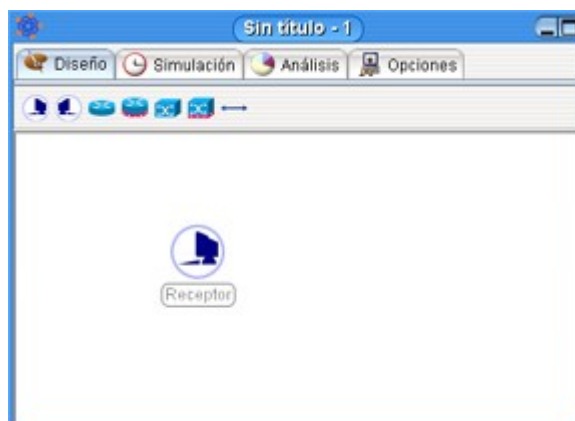 Sin título - 1
Diseño Simulación Análisis Opciones
Receptor